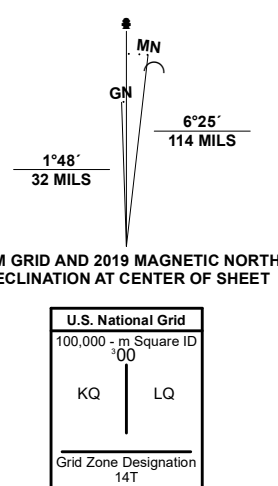 MN
GN
6°25´
114 MILS
1°48´
32 MILS
M GRID AND 2019 MAGNETIC NORTH
ECLINATION AT CENTER OF SHEET
U.S. National Grid
100,000 - m Square ID
³00
KQ LQ
Grid Zone Designation
14T